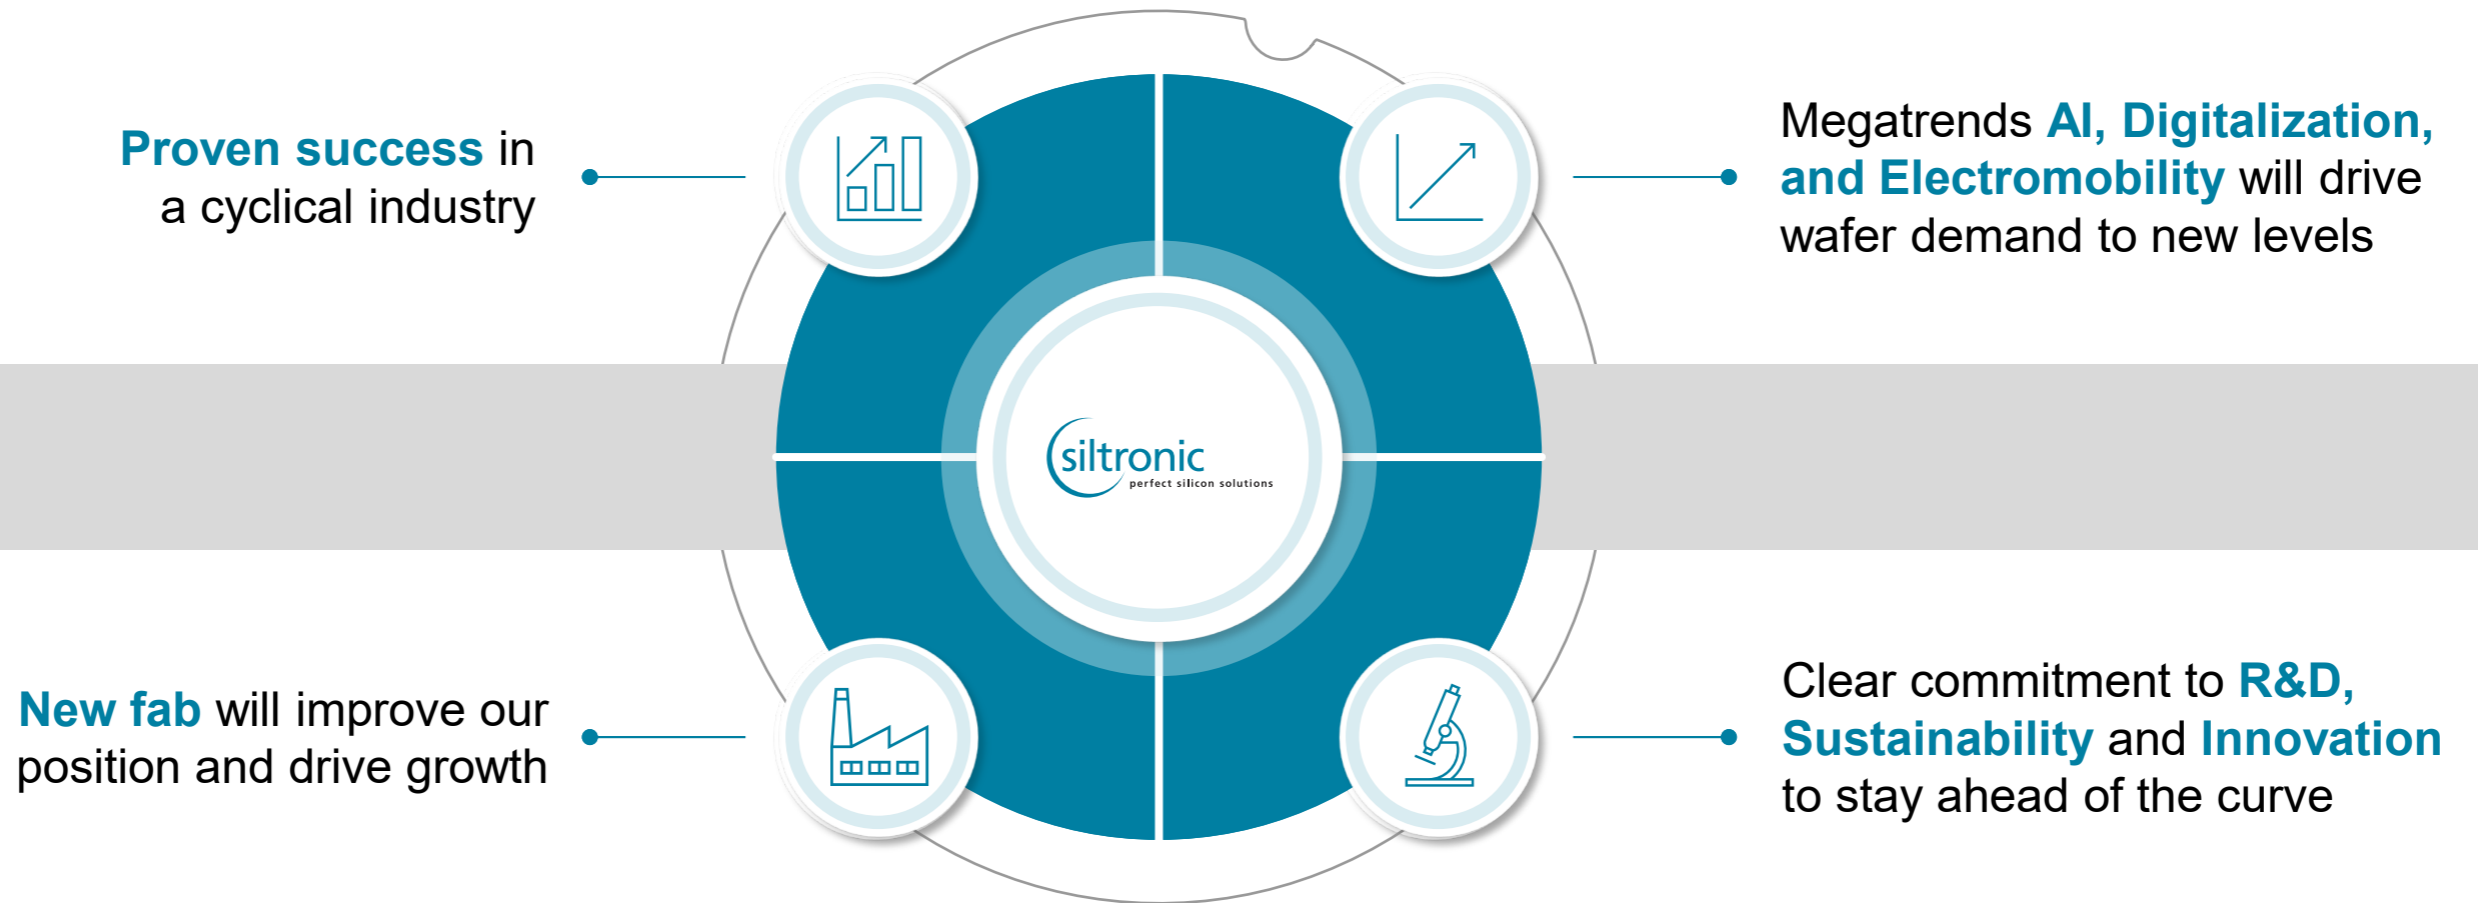 Proven success in
a cyclical industry
Megatrends AI, Digitalization,
and Electromobility will drive
wafer demand to new levels
siltronic
perfect silicon solutions
New fab will improve our
position and drive growth
Clear commitment to R&D,
Sustainability and Innovation
to stay ahead of the curve